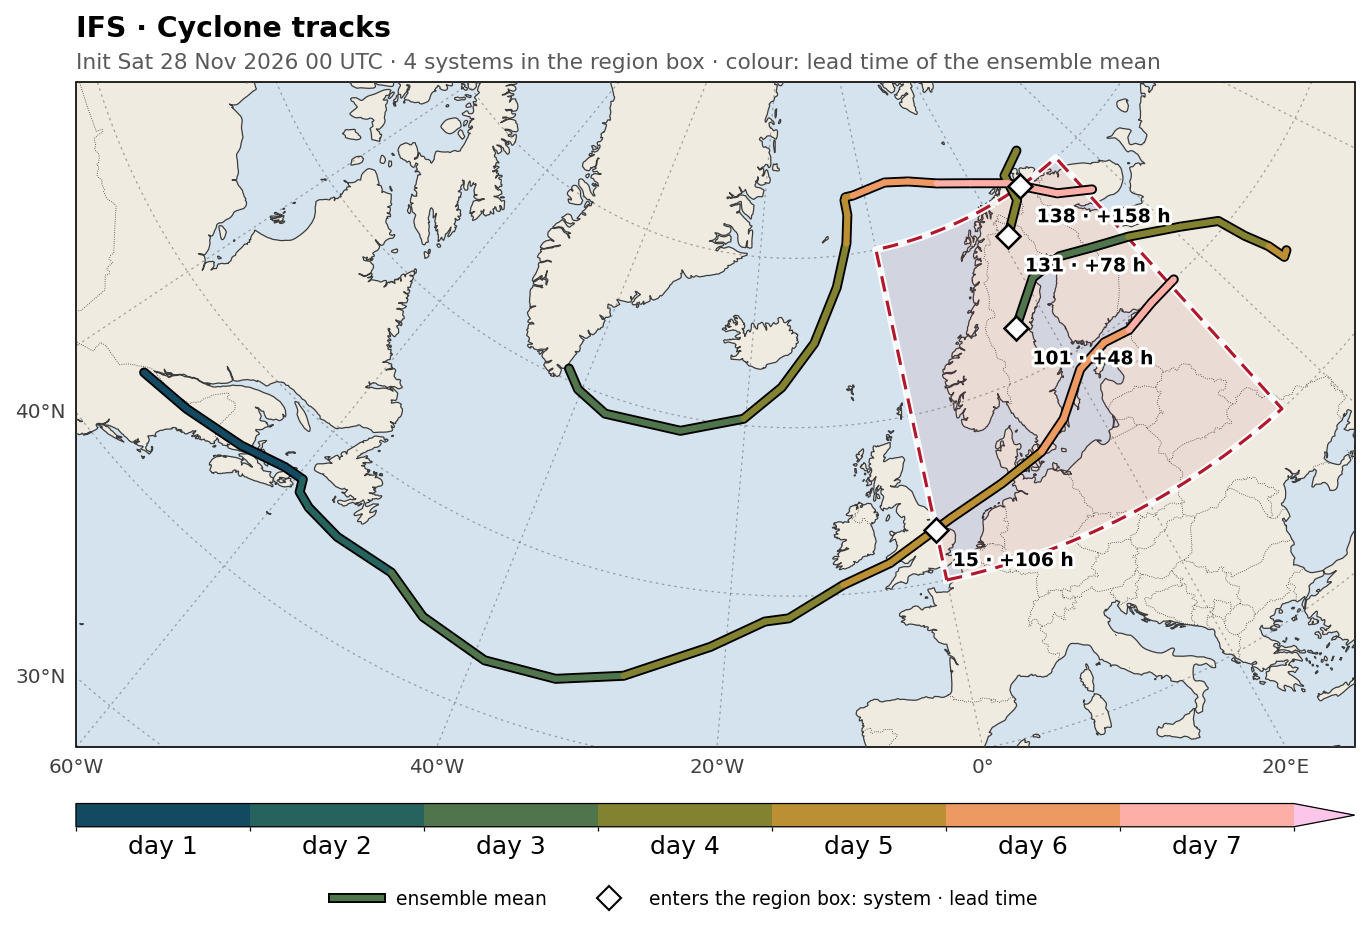 IFS · Cyclone tracks
Init Sat 28 Nov 2026 00 UTC · 4 systems in the region box · colour: lead time of the ensemble mean
138 · +158 h
131 · +78 h
101 · +48 h
15 · +106 h
40°N
30°N
60°W 40°W 20°W 0° 20°E
day 1 day 2 day 3 day 4 day 5 day 6 day 7
ensemble mean enters the region box: system · lead time